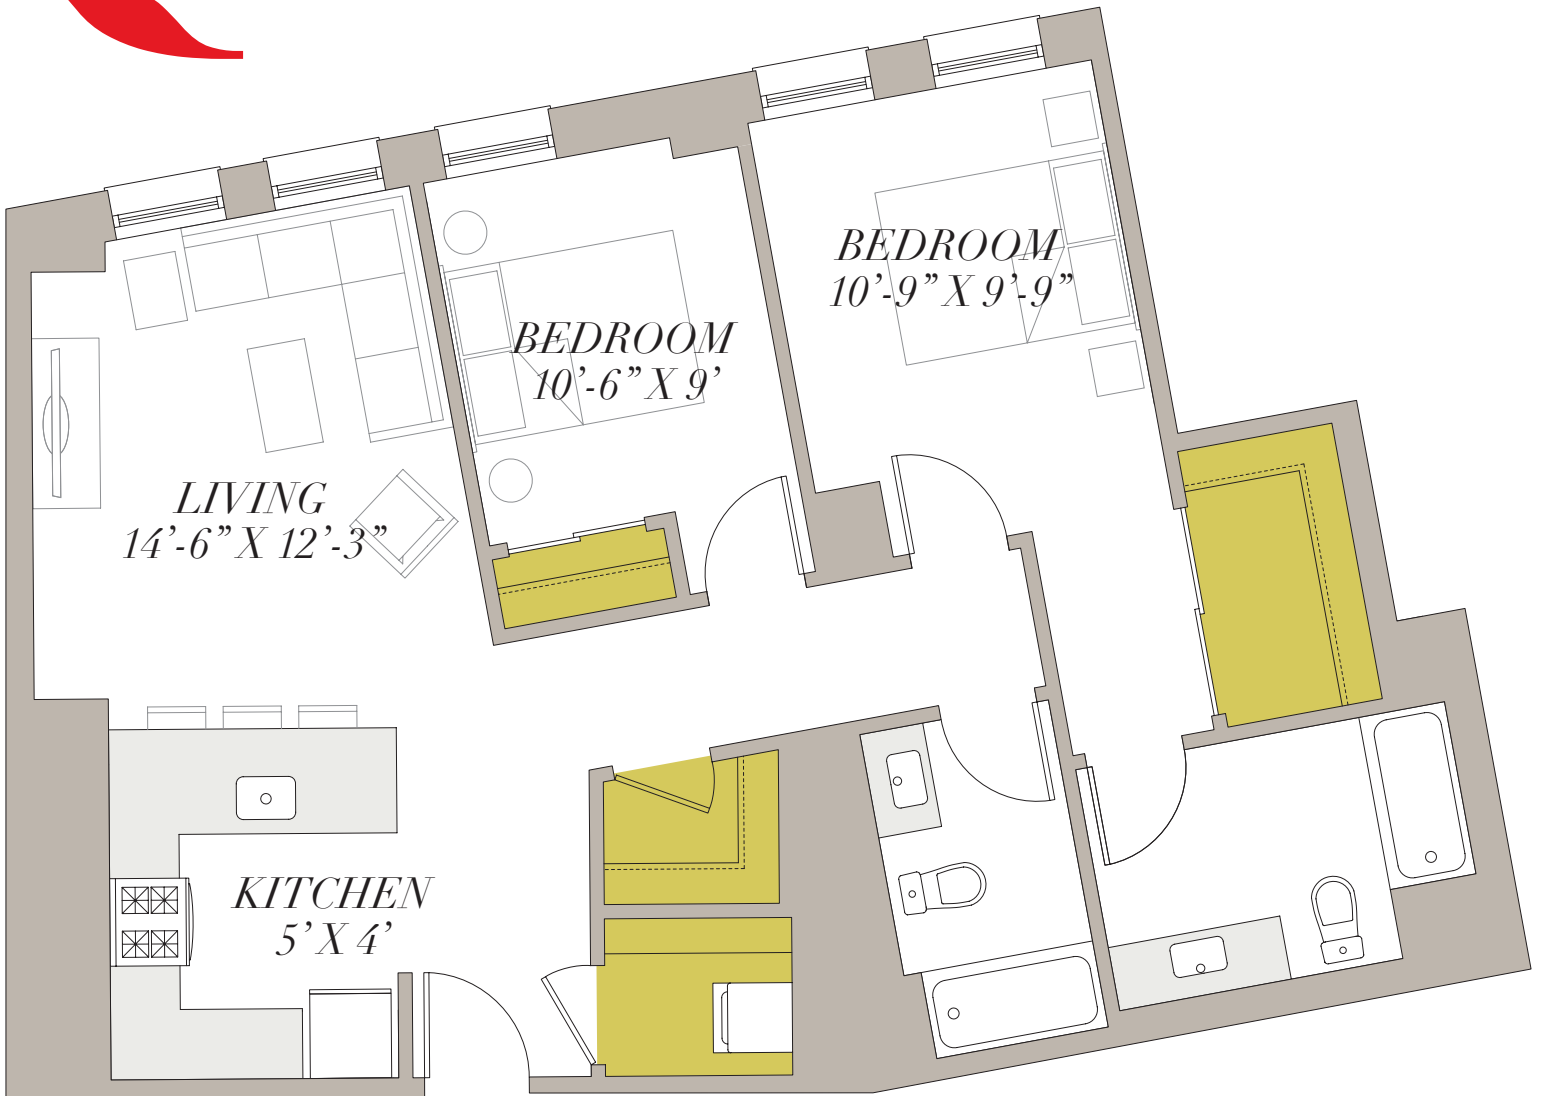 BEDROOM
10’-9” X 9’-9”
BEDROOM
10’-6” X 9’
LIVING
14’-6” X 12’-3”
KITCHEN
5’ X 4’